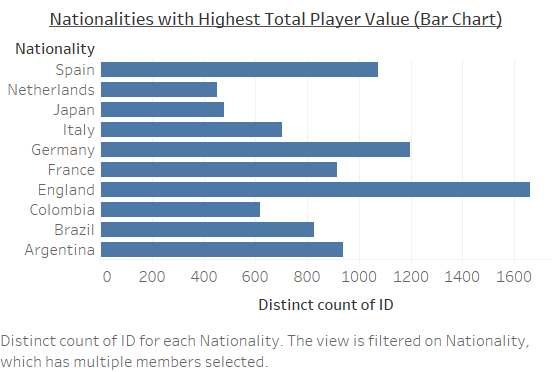 Nationalities with Highest Total Player Value (Bar Chart)
Nationality
Spain
Netherlands
Japan
Italy
Germany
France
England
Colombia
Brazil
Argentina
0 200 400 600 800 1000 1200 1400 1600
Distinct count of ID
Distinct count of ID for each Nationality. The view is filtered on Nationality,
which has multiple members selected.